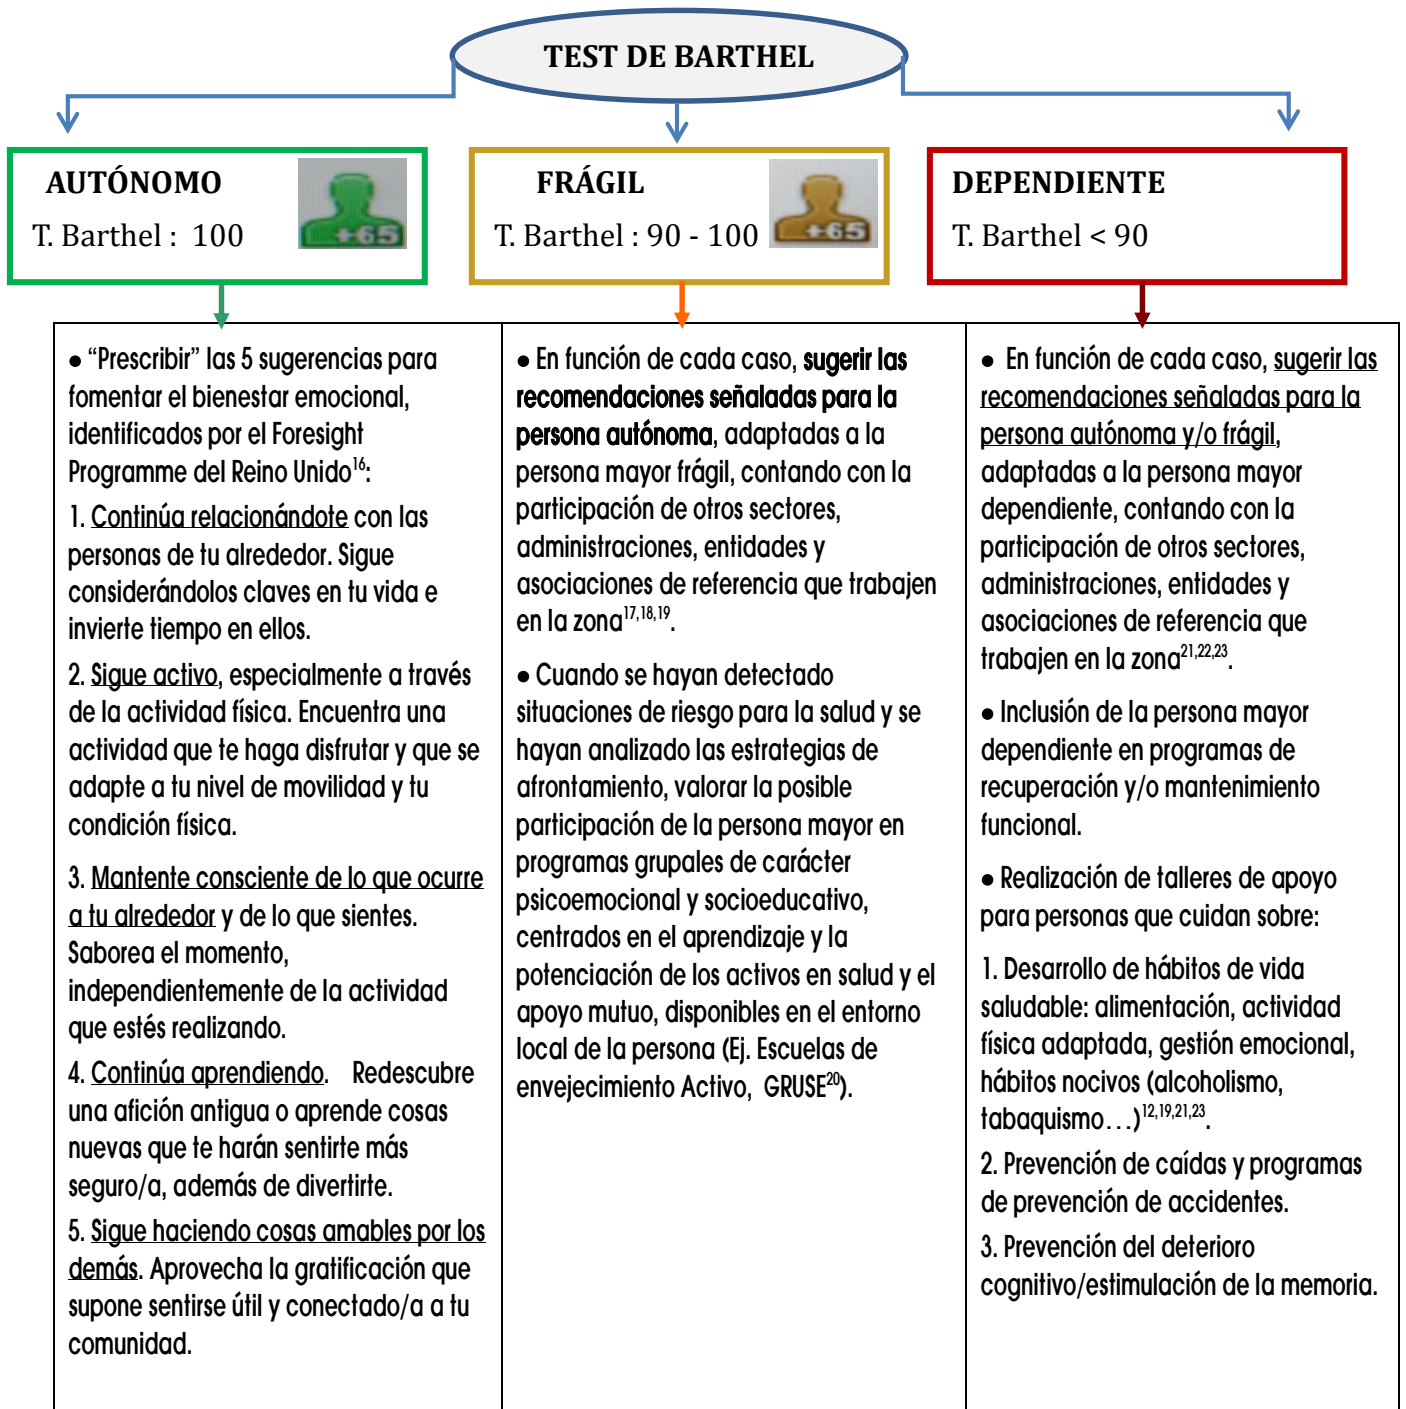 TEST DE BARTHEL
AUTÓNOMO
T. Barthel : 100
+65
FRÁGIL
T. Barthel : 90 - 100
+65
DEPENDIENTE
T. Barthel < 90
● “Prescribir” las 5 sugerencias para
fomentar el bienestar emocional,
identificados por el Foresight
Programme del Reino Unido16:
1. Continúa relacionándote con las
personas de tu alrededor. Sigue
considerándolos claves en tu vida e
invierte tiempo en ellos.
2. Sigue activo, especialmente a través
de la actividad física. Encuentra una
actividad que te haga disfrutar y que se
adapte a tu nivel de movilidad y tu
condición física.
3. Mantente consciente de lo que ocurre
a tu alrededor y de lo que sientes.
Saborea el momento,
independientemente de la actividad
que estés realizando.
4. Continúa aprendiendo. Redescubre
una afición antigua o aprende cosas
nuevas que te harán sentirte más
seguro/a, además de divertirte.
5. Sigue haciendo cosas amables por los
demás. Aprovecha la gratificación que
supone sentirse útil y conectado/a a tu
comunidad.
● En función de cada caso, sugerir las
recomendaciones señaladas para la
persona autónoma, adaptadas a la
persona mayor frágil, contando con la
participación de otros sectores,
administraciones, entidades y
asociaciones de referencia que trabajen
en la zona17,18,19.
● Cuando se hayan detectado
situaciones de riesgo para la salud y se
hayan analizado las estrategias de
afrontamiento, valorar la posible
participación de la persona mayor en
programas grupales de carácter
psicoemocional y socioeducativo,
centrados en el aprendizaje y la
potenciación de los activos en salud y el
apoyo mutuo, disponibles en el entorno
local de la persona (Ej. Escuelas de
envejecimiento Activo, GRUSE20).
● En función de cada caso, sugerir las
recomendaciones señaladas para la
persona autónoma y/o frágil,
adaptadas a la persona mayor
dependiente, contando con la
participación de otros sectores,
administraciones, entidades y
asociaciones de referencia que
trabajen en la zona21,22,23.
● Inclusión de la persona mayor
dependiente en programas de
recuperación y/o mantenimiento
funcional.
● Realización de talleres de apoyo
para personas que cuidan sobre:
1. Desarrollo de hábitos de vida
saludable: alimentación, actividad
física adaptada, gestión emocional,
hábitos nocivos (alcoholismo,
tabaquismo…)12,19,21,23.
2. Prevención de caídas y programas
de prevención de accidentes.
3. Prevención del deterioro
cognitivo/estimulación de la memoria.